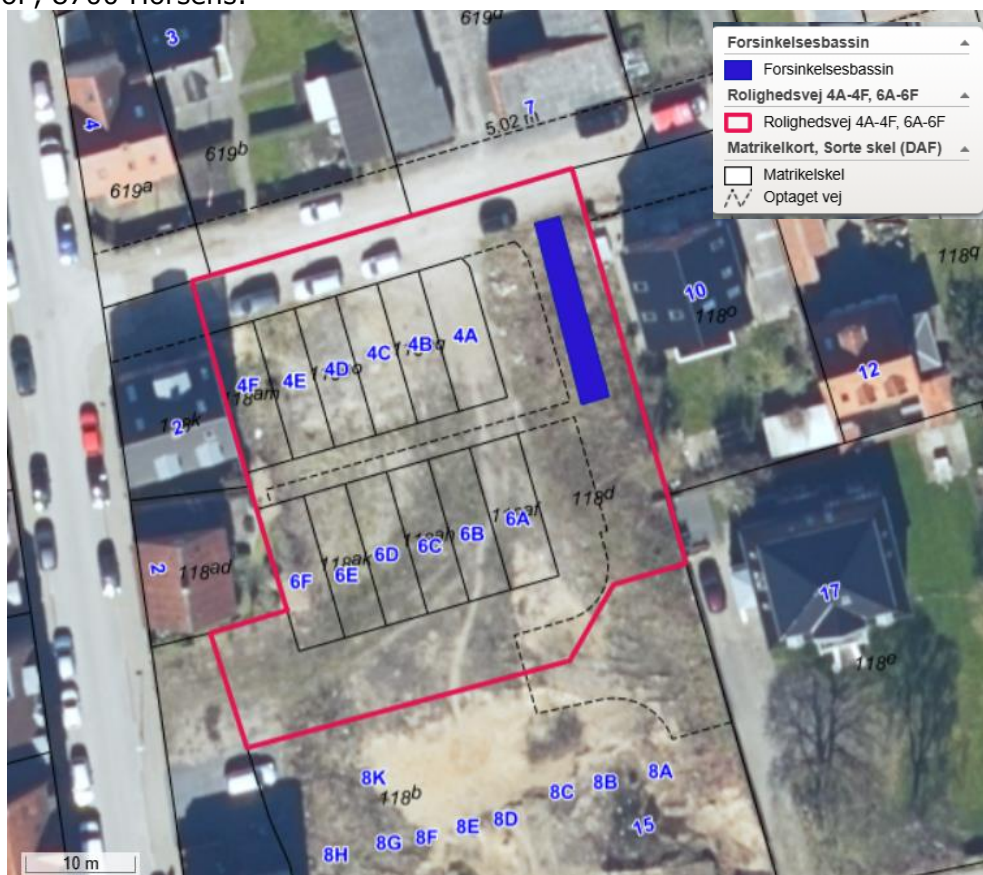 8700 Horsens.
Forsinkelsesbassin
Forsinkelsesbassin
Rolighedsvej 4A-4F, 6A-6F
Rolighedsvej 4A-4F, 6A-6F
Matrikelkort, Sorte skel (DAF)
Matrikelskel
Optaget vej
3
619d
4
7
5.02 m
619b
619a
118q
10
118o
12
4A
4B
4C
4D
4E
4F
118am
2
118d
6A
6B
6C
6D
6E
6F
118ak
2
118ad
17
118e
8K
118b
8A
8B
8C
8D
8E
8F
8G
8H
15
10 m